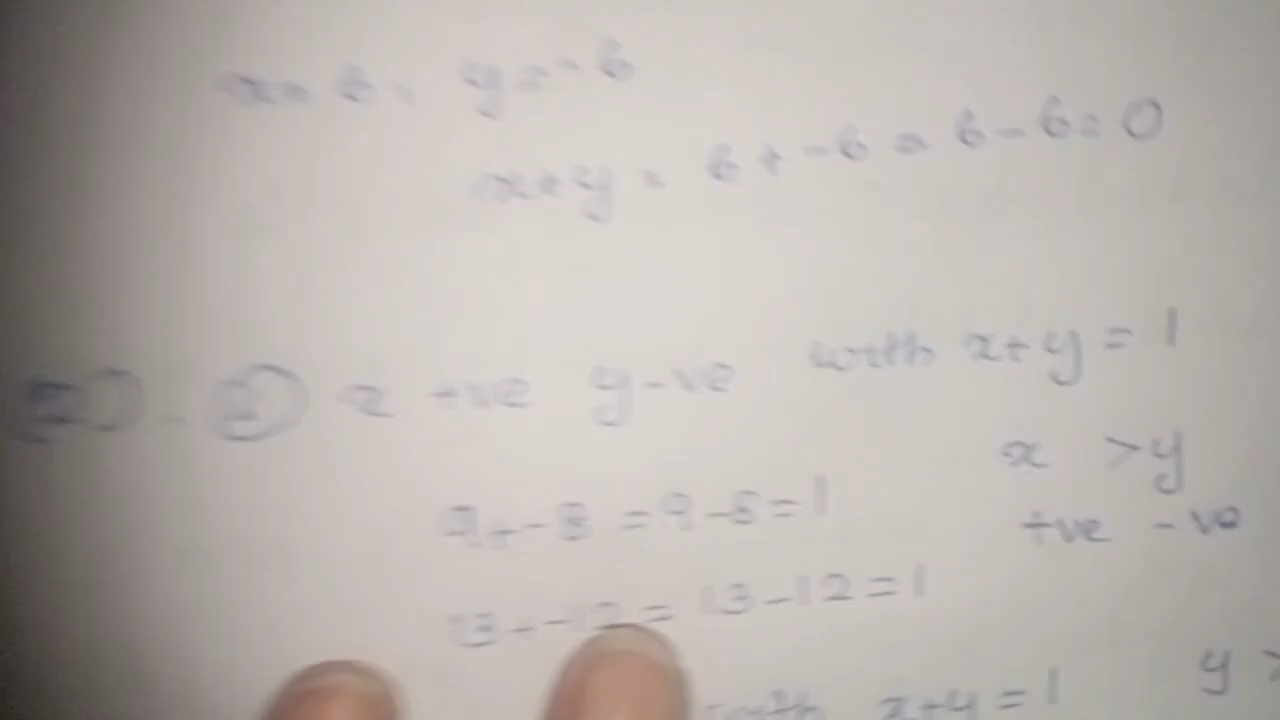 x = 6, y = -6
x+y = 6 + -6 = 6 - 6 = 0
x +ve y -ve with x+y = 1
x > y
9 + -8 = 9 - 8 = 1
+ve -ve
13 + -12 = 13 - 12 = 1
with x+y = 1 y >